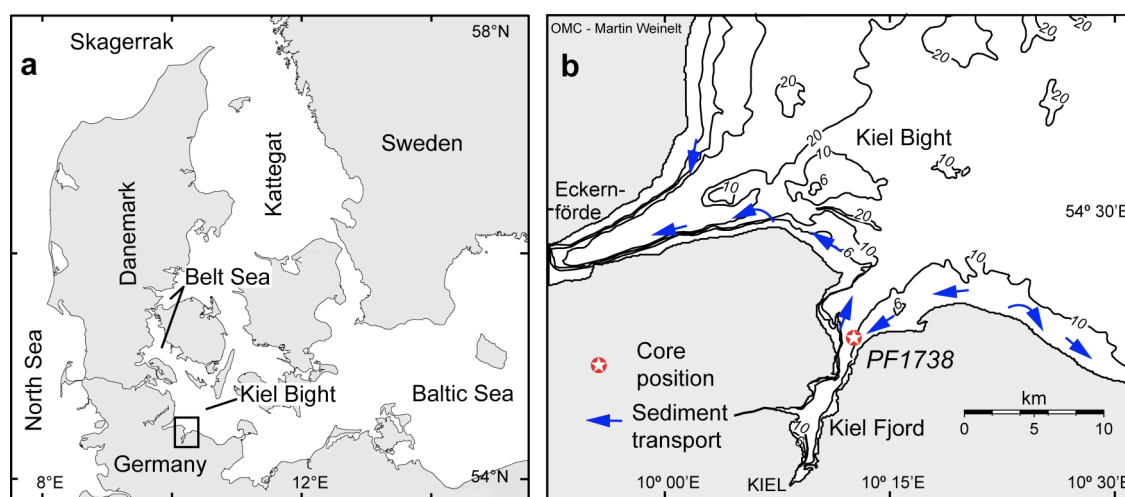 a
Skagerrak
58°N
Sweden
Kattegat
Danemark
Belt Sea
North Sea
Kiel Bight
Baltic Sea
Germany
8°E
12°E
54°N
OMC - Martin Weinelt
b
10
20
20
20
Kiel Bight
20
10
6
10
10
20
Eckern-
förde
54° 30'E
6
10
10
6
10
PF1738
Core
position
Sediment
transport
km
0
5
10
10
Kiel Fjord
KIEL
10° 00'E
10° 15'E
10° 30'E